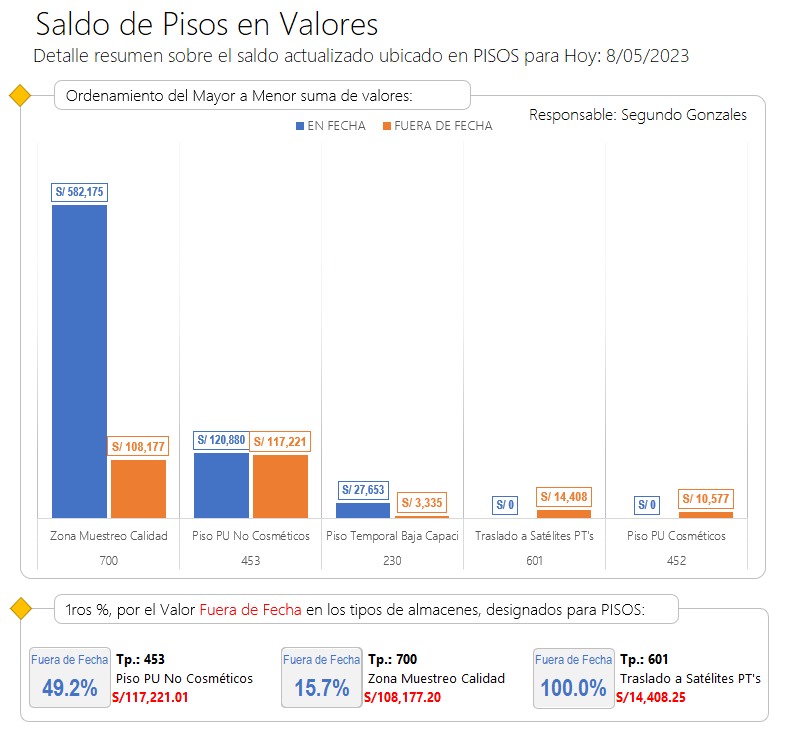 Saldo de Pisos en Valores
Detalle resumen sobre el saldo actualizado ubicado en PISOS para Hoy: 8/05/2023
Ordenamiento del Mayor a Menor suma de valores:
Responsable: Segundo Gonzales
EN FECHA FUERA DE FECHA
S/ 582,175
S/ 108,177
S/ 120,880
S/ 117,221
S/ 27,653
S/ 3,335
S/ 0
S/ 14,408
S/ 0
S/ 10,577
Zona Muestreo Calidad Piso PU No Cosméticos Piso Temporal Baja Capaci Traslado a Satélites PT's Piso PU Cosméticos
700 453 230 601 452
1ros %, por el Valor Fuera de Fecha en los tipos de almacenes, designados para PISOS:
Fuera de Fecha
49.2%
Tp.: 453
Piso PU No Cosméticos
S/117,221.01
Fuera de Fecha
15.7%
Tp.: 700
Zona Muestreo Calidad
S/108,177.20
Fuera de Fecha
100.0%
Tp.: 601
Traslado a Satélites PT's
S/14,408.25